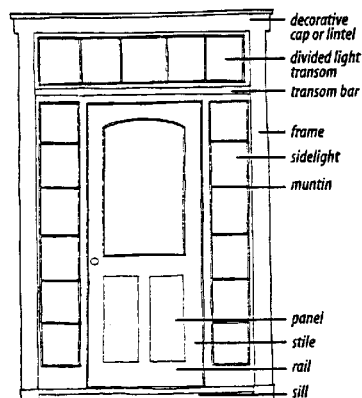 decorative
cap or lintel
divided light
transom
transom bar
frame
sidelight
muntin
panel
stile
rail
sill